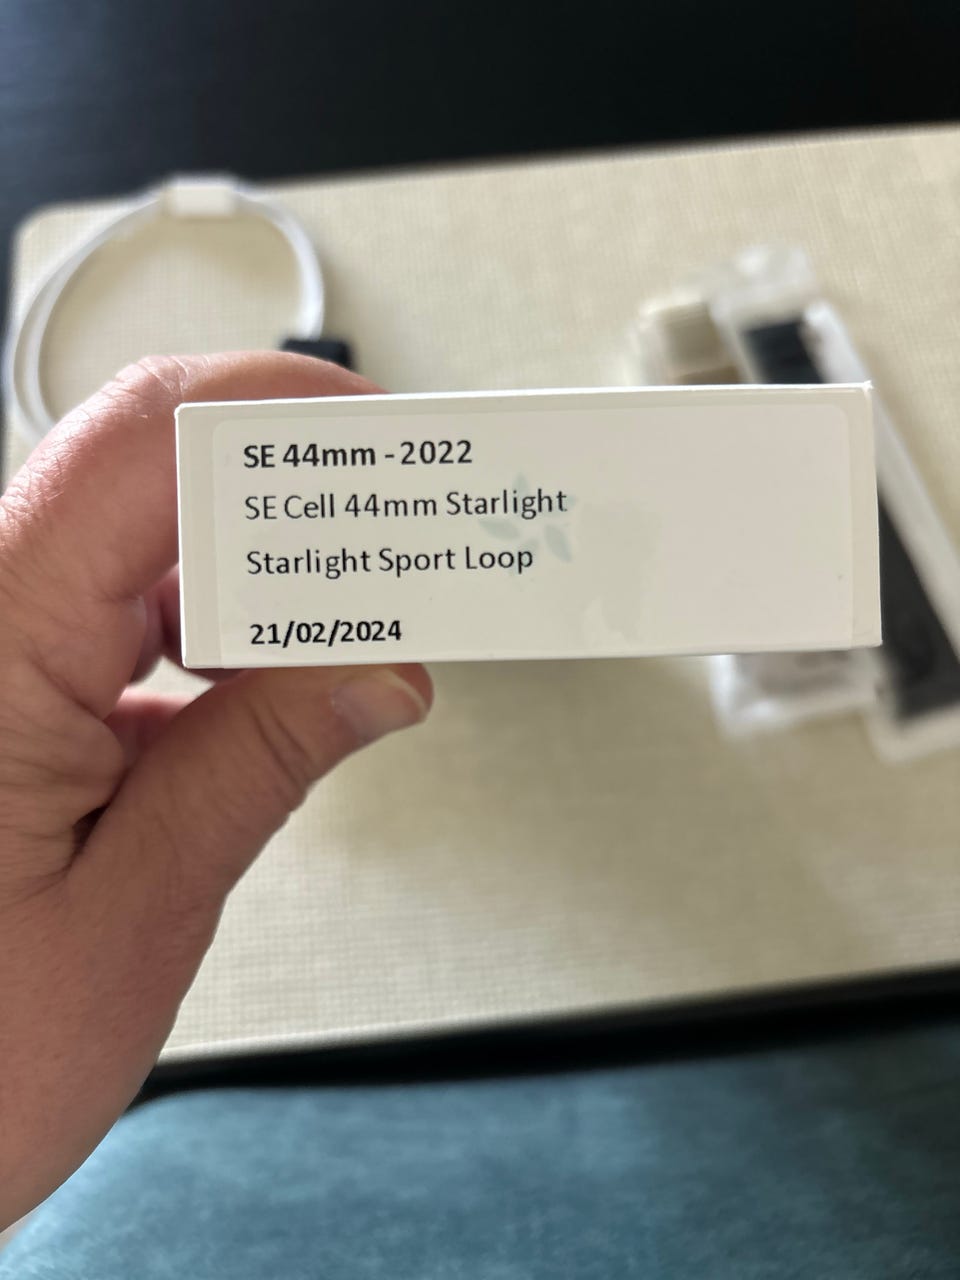 SE 44mm - 2022
SE Cell 44mm Starlight
Starlight Sport Loop
21/02/2024